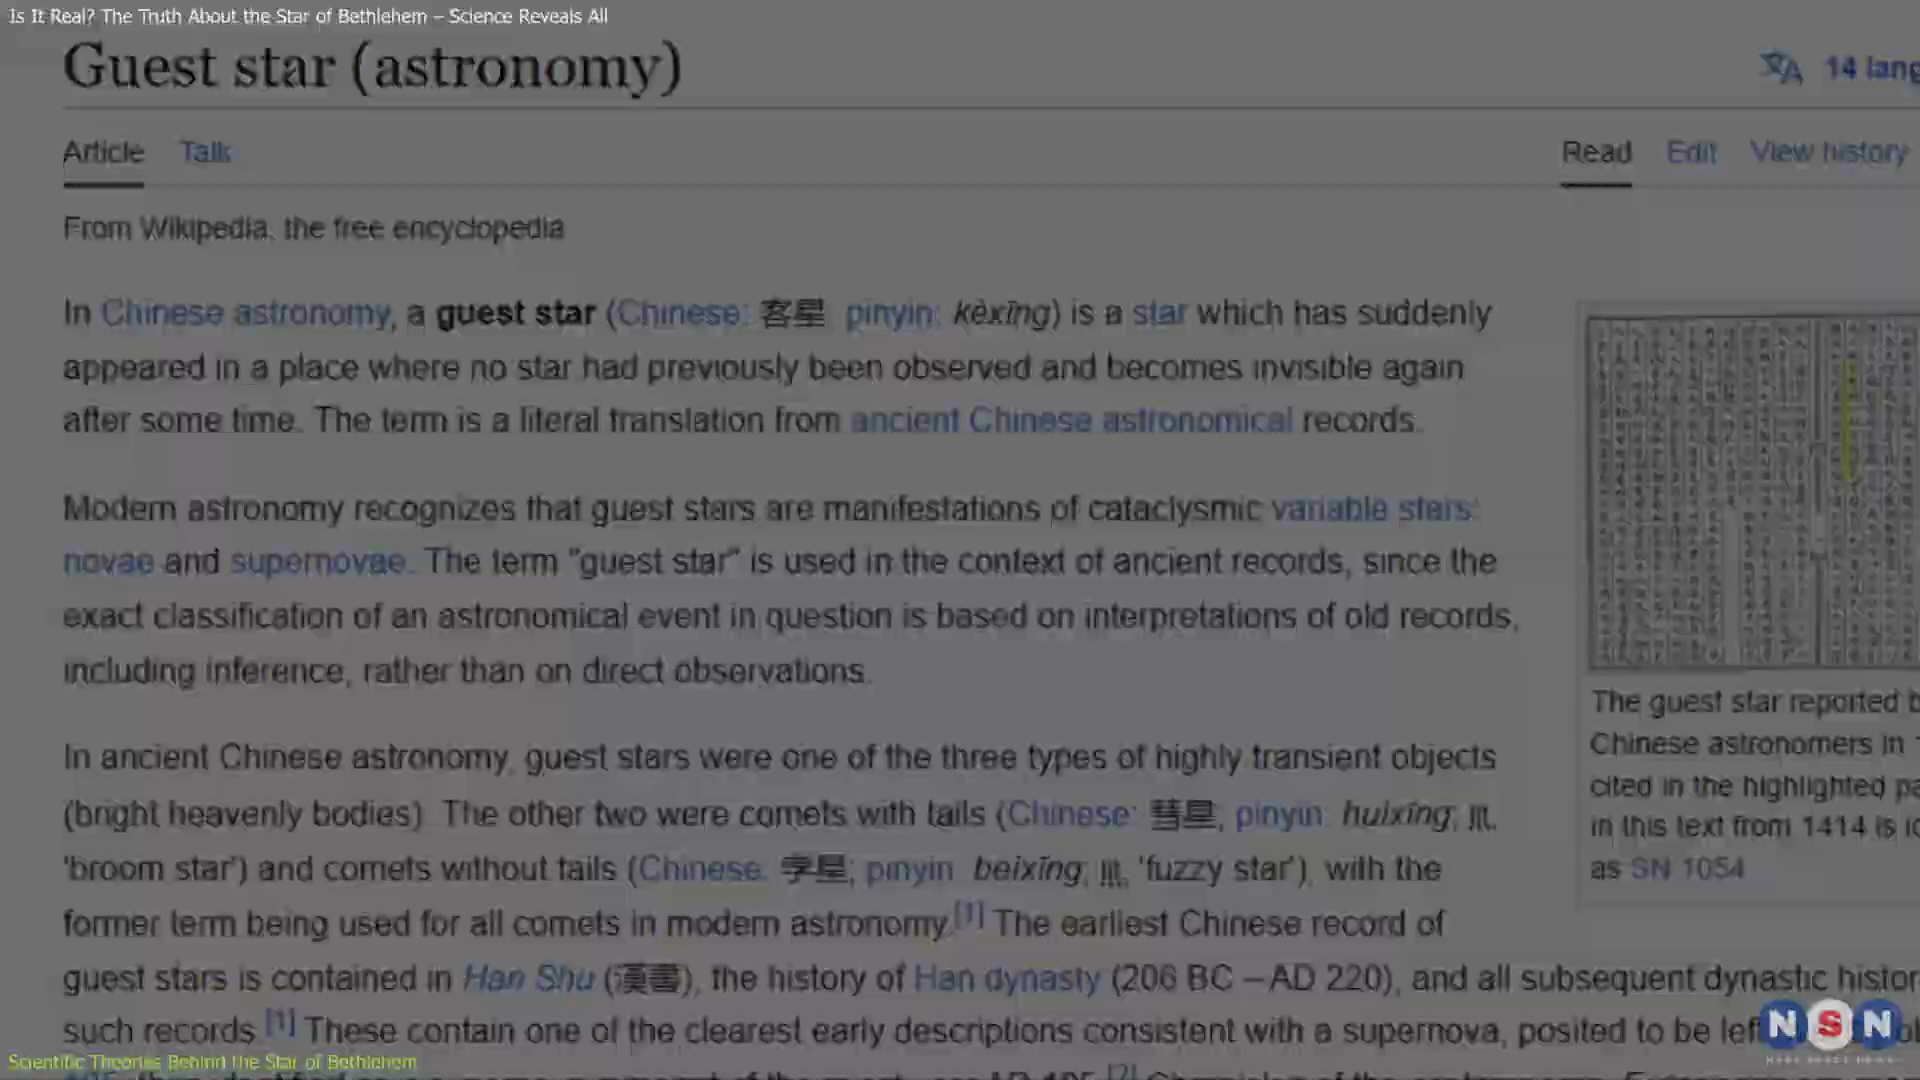 Is It Real? The Truth About the Star of Bethlehem – Science Reveals All
Guest star (astronomy)
14 lang
Article Talk
Read Edit View history
From Wikipedia, the free encyclopedia
In Chinese astronomy, a guest star (Chinese: 客星 pinyin: kèxīng) is a star which has suddenly
appeared in a place where no star had previously been observed and becomes invisible again
after some time. The term is a literal translation from ancient Chinese astronomical records.
Modern astronomy recognizes that guest stars are manifestations of cataclysmic variable stars:
novae and supernovae. The term "guest star" is used in the context of ancient records, since the
exact classification of an astronomical event in question is based on interpretations of old records,
including inference, rather than on direct observations.
In ancient Chinese astronomy, guest stars were one of the three types of highly transient objects
(bright heavenly bodies). The other two were comets with tails (Chinese: 彗星; pinyin: huìxīng; lit.
'broom star') and comets without tails (Chinese: 孛星; pinyin: beìxīng; lit. 'fuzzy star'), with the
former term being used for all comets in modern astronomy.[1] The earliest Chinese record of
guest stars is contained in Han Shu (漢書), the history of Han dynasty (206 BC – AD 220), and all subsequent dynastic histor
such records.[1] These contain one of the clearest early descriptions consistent with a supernova, posited to be lef
The guest star reported b
Chinese astronomers in
cited in the highlighted pa
in this text from 1414 is
as SN 1054
NSN
Scientific Theories Behind the Star of Bethlehem